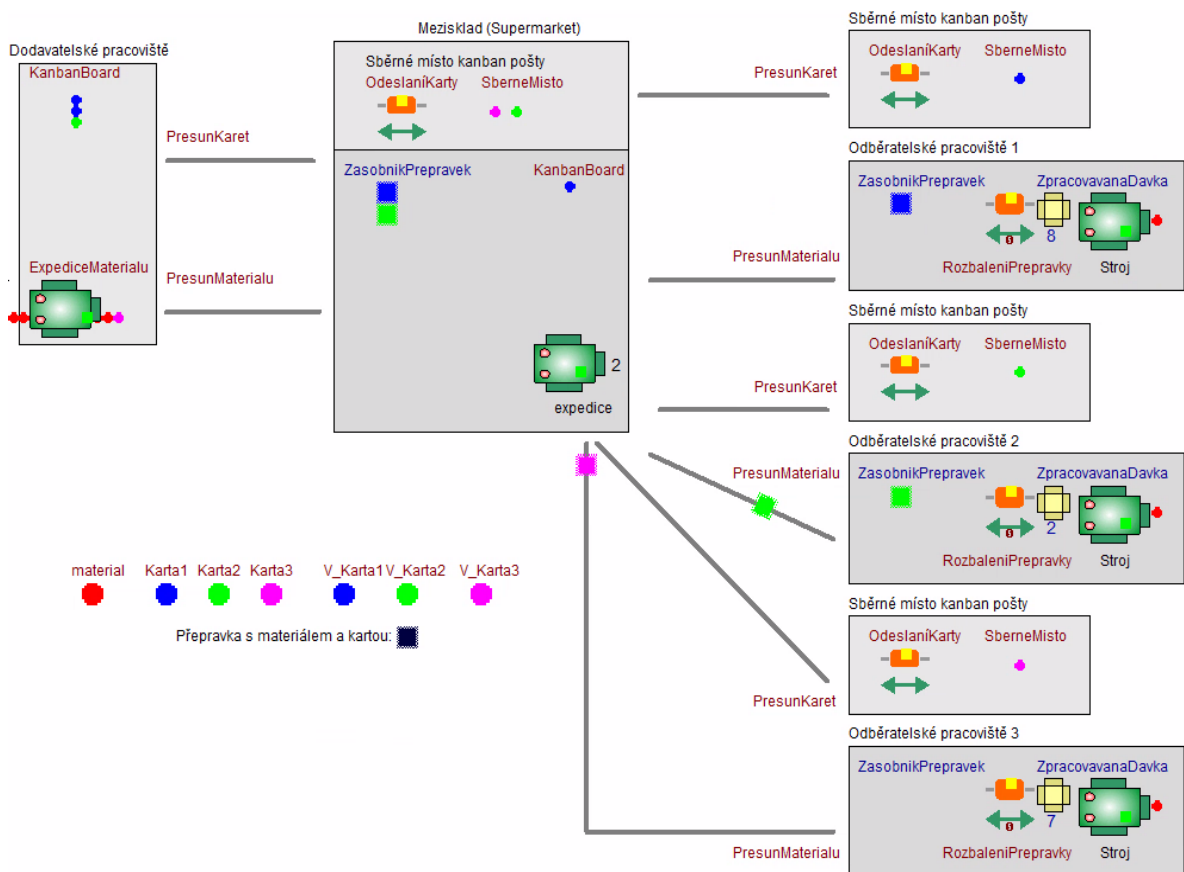 Dodavatelské pracoviště
KanbanBoard
ExpediceMaterialu
PresunKaret
PresunMaterialu
Mezisklad (Supermarket)
Sběrné místo kanban pošty
OdeslaníKarty SberneMisto
ZasobnikPrepravek KanbanBoard
2
expedice
PresunKaret
PresunMaterialu
PresunKaret
PresunMaterialu
PresunKaret
PresunMaterialu
Sběrné místo kanban pošty
OdeslaníKarty SberneMisto
Odběratelské pracoviště 1
ZasobnikPrepravek ZpracovavanaDavka
8
RozbaleniPrepravky Stroj
Sběrné místo kanban pošty
OdeslaníKarty SberneMisto
Odběratelské pracoviště 2
ZasobnikPrepravek ZpracovavanaDavka
2
RozbaleniPrepravky Stroj
Sběrné místo kanban pošty
OdeslaníKarty SberneMisto
Odběratelské pracoviště 3
ZasobnikPrepravek ZpracovavanaDavka
7
RozbaleniPrepravky Stroj
material Karta1 Karta2 Karta3 V_Karta1 V_Karta2 V_Karta3
Přepravka s materiálem a kartou: